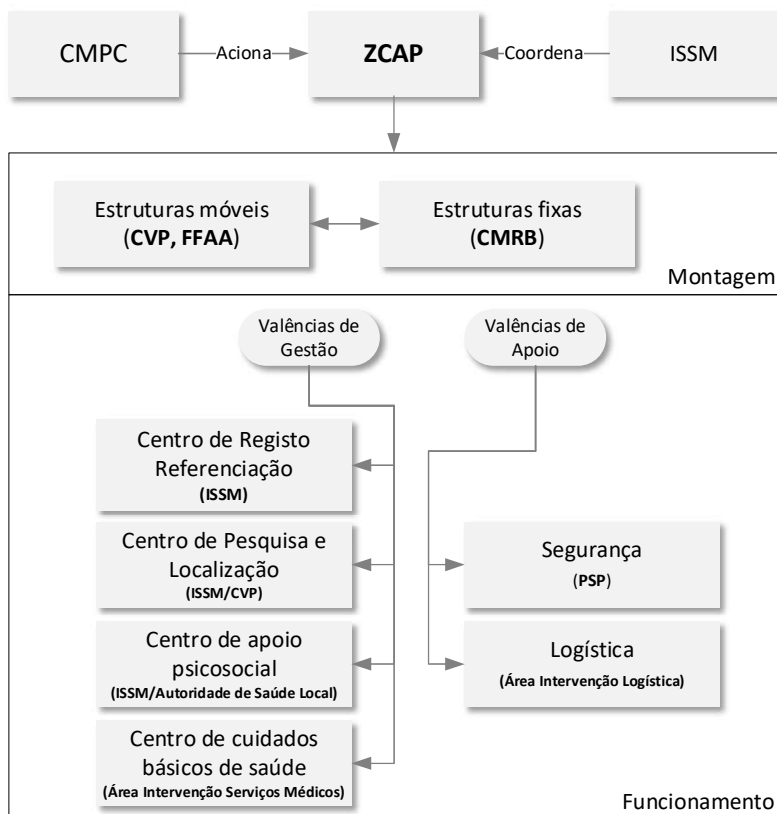 CMPC
Aciona
ZCAP
Coordena
ISSM
Estruturas móveis
(CVP, FFAA)
Estruturas fixas
(CMRB)
Montagem
Valências de
Gestão
Valências de
Apoio
Centro de Registo
Referenciação
(ISSM)
Centro de Pesquisa e
Localização
(ISSM/CVP)
Segurança
(PSP)
Centro de apoio
psicosocial
(ISSM/Autoridade de Saúde Local)
Logística
(Área Intervenção Logística)
Centro de cuidados
básicos de saúde
(Área Intervenção Serviços Médicos)
Funcionamento